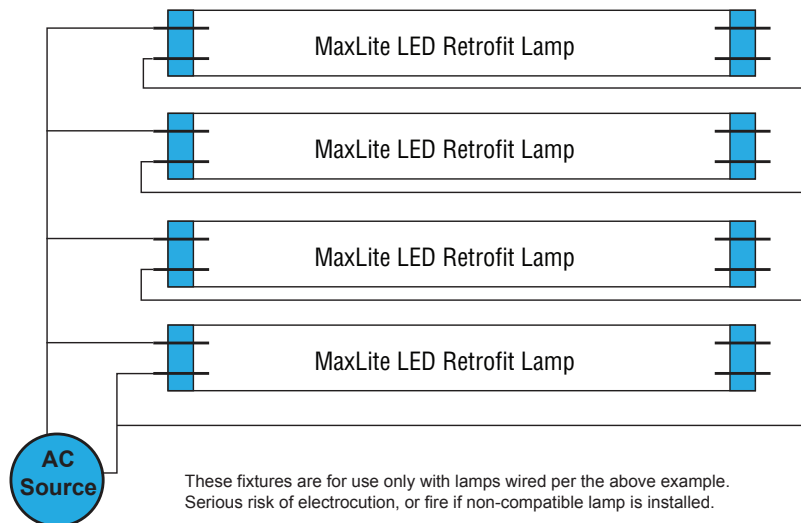 MaxLite LED Retrofit Lamp
MaxLite LED Retrofit Lamp
MaxLite LED Retrofit Lamp
MaxLite LED Retrofit Lamp
AC
Source
These fixtures are for use only with lamps wired per the above example.
Serious risk of electrocution, or fire if non-compatible lamp is installed.